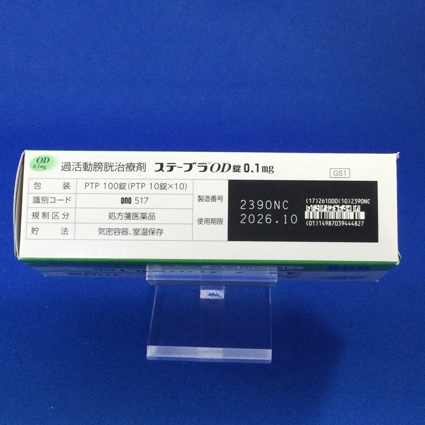 OD
0.1mg
過活動膀胱治療剤 ステーブラOD錠 0.1mg
GS1
包 装 PTP 100錠(PTP 10錠×10)
識別コード ono 517
規制区分 処方箋医薬品
貯 法 気密容器、室温保存
製造番号 2390NC
使用期限 2026.10
(17)261000(10)2390NC
(01)14987039444827